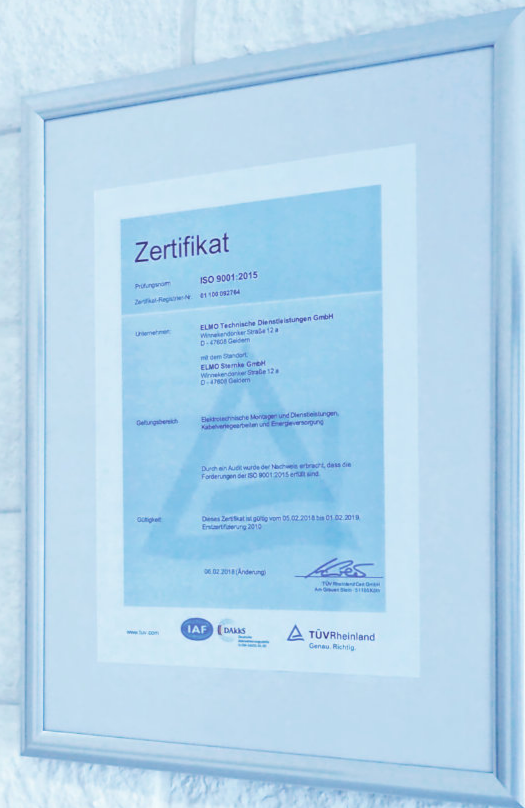 Zertifikat
Prüfungsnorm ISO 9001:2015
Zertifikat-Registrier-Nr. 01 100 092764
Unternehmen: ELMO Technische Dienstleistungen GmbH
Winnekendonker Straße 12 a
D - 47608 Geldern
mit dem Standort:
ELMO Sternke GmbH
Winnekendonker Straße 12 a
D - 47608 Geldern
Geltungsbereich: Elektrotechnische Montagen und Dienstleistungen,
Kabelverlegearbeiten und Energieversorgung
Durch ein Audit wurde der Nachweis erbracht, dass die
Forderungen der ISO 9001:2015 erfüllt sind.
Gültigkeit: Dieses Zertifikat ist gültig vom 05.02.2018 bis 01.02.2019.
Erstzertifizierung 2010
06.02.2018 (Änderung)
TÜV Rheinland Cert GmbH
Am Grauen Stein · 51105 Köln
www.tuv.com
IAF
DAkkS
Deutsche
Akkreditierungsstelle
TÜVRheinland
Genau. Richtig.